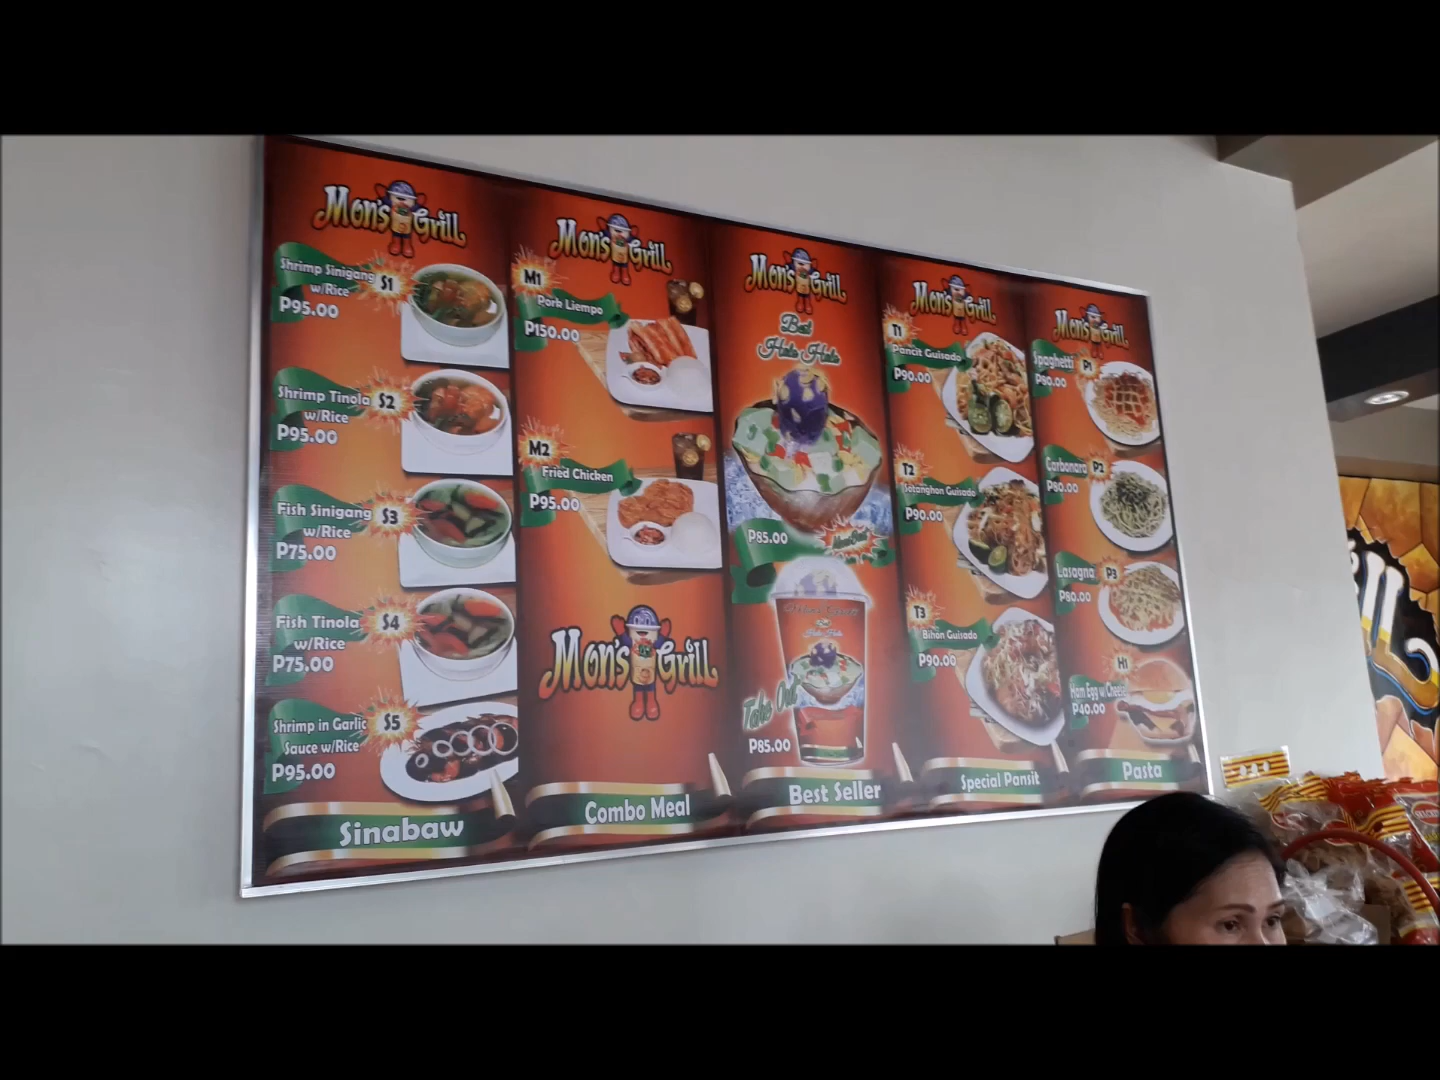 Mon's Grill
Shrimp Sinigang S1
w/Rice
P95.00
Shrimp Tinola S2
w/Rice
P95.00
Fish Sinigang S3
w/Rice
P75.00
Fish Tinola S4
w/Rice
P75.00
Shrimp in Garlic S5
Sauce w/Rice
P95.00
Sinabaw
Mon's Grill
M1
Pork Liempo
P150.00
M2
Fried Chicken
P95.00
Mon's Grill
Combo Meal
Mon's Grill
Best
Halo Halo
P85.00
Halo Halo
Take Out
P85.00
Best Seller
Mon's Grill
T1
Pancit Guisado
P90.00
T2
Sotanghon Guisado
P90.00
T3
Bihon Guisado
P90.00
Special Pansit
Mon's Grill
Spaghetti P1
P80.00
Carbonara P2
P80.00
Lasagna P3
P80.00
H1
Ham Egg w/Cheese
P40.00
Pasta